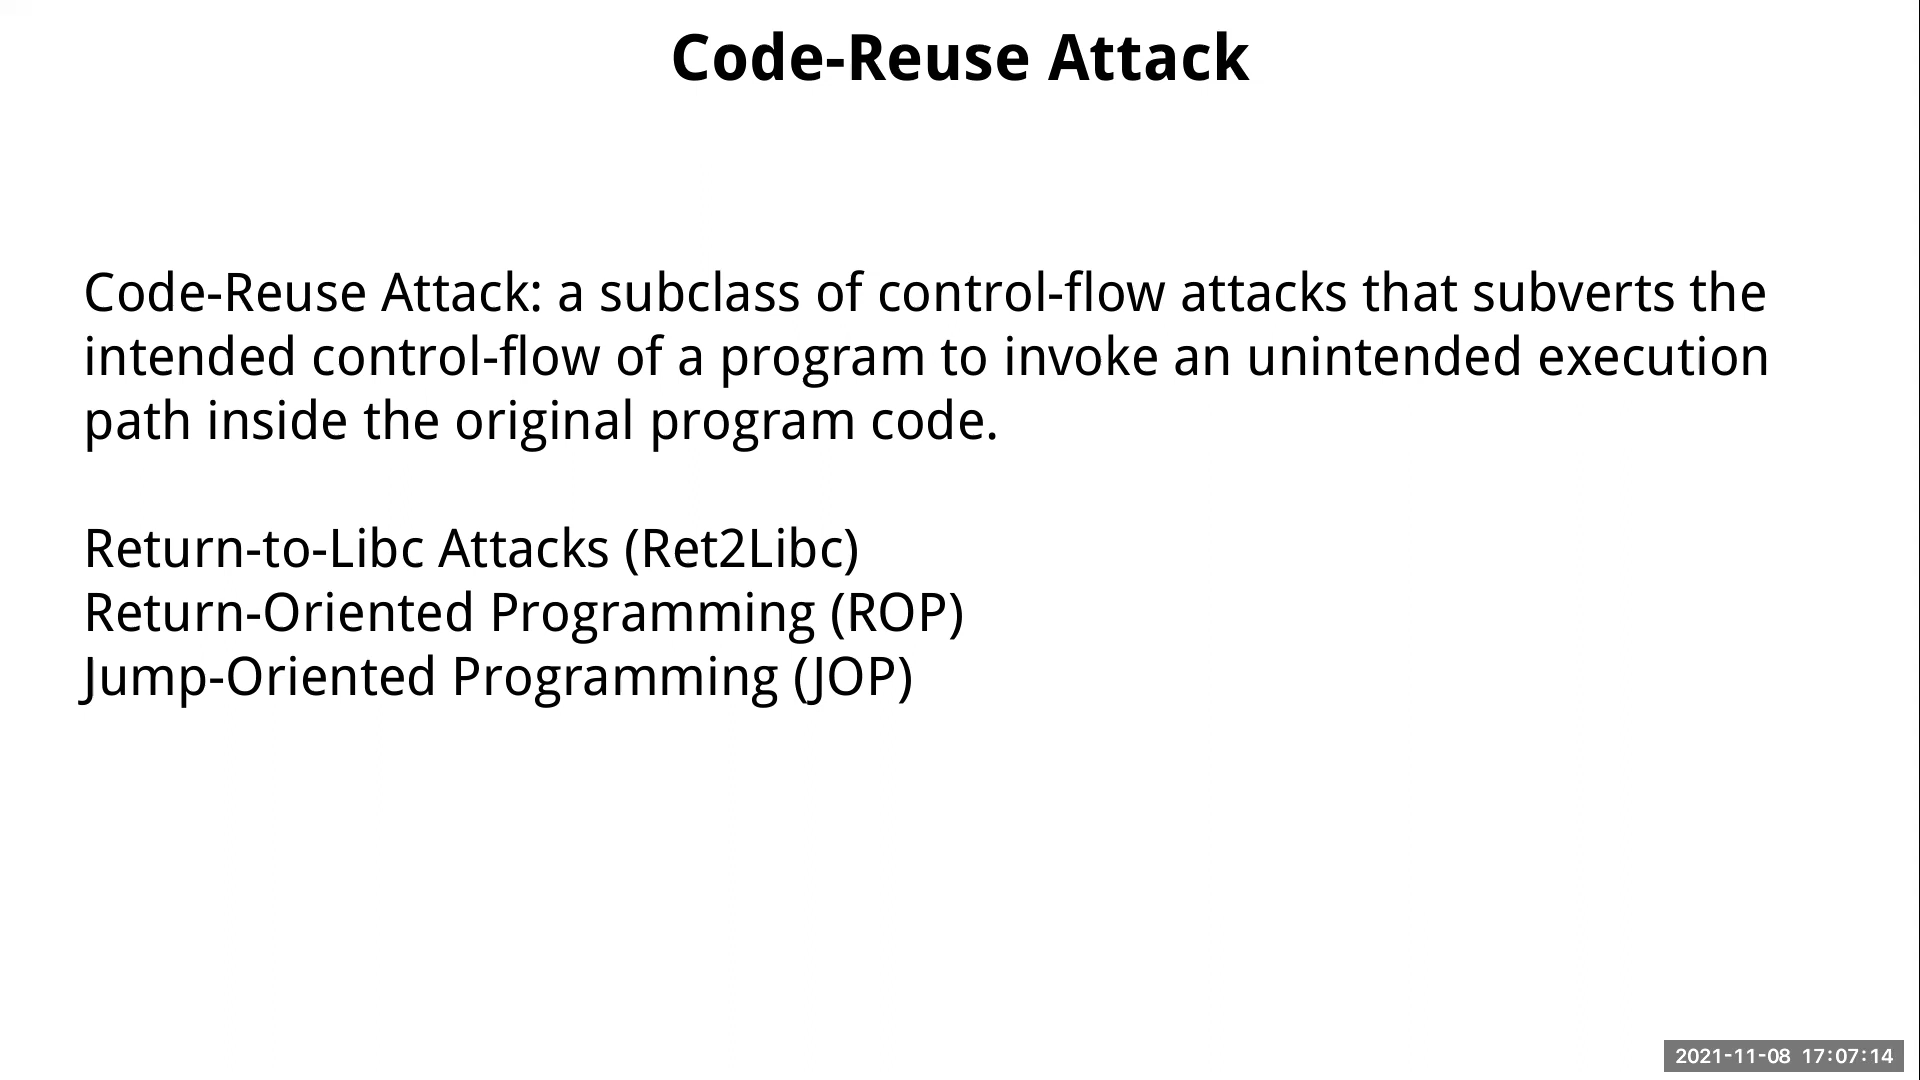 Code-Reuse Attack
Code-Reuse Attack: a subclass of control-flow attacks that subverts the
intended control-flow of a program to invoke an unintended execution
path inside the original program code.
Return-to-Libc Attacks (Ret2Libc)
Return-Oriented Programming (ROP)
Jump-Oriented Programming (JOP)
2021-11-08 17:07:14